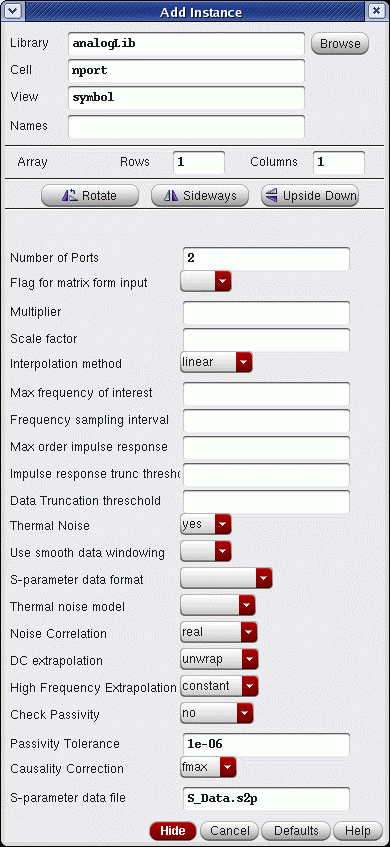 Add Instance
Library analogLib Browse
Cell nport
View symbol
Names
Array Rows 1 Columns 1
Rotate Sideways Upside Down
Number of Ports 2
Flag for matrix form input
Multiplier
Scale factor
Interpolation method linear
Max frequency of interest
Frequency sampling interval
Max order impulse response
Impulse response trunc thresho
Data Truncation threschold
Thermal Noise yes
Use smooth data windowing
S-parameter data format
Thermal noise model
Noise Correlation real
DC extrapolation unwrap
High Frequency Extrapolation constant
Check Passivity no
Passivity Tolerance 1e-06
Causality Correction fmax
S-parameter data file S_Data.s2p
Hide Cancel Defaults Help